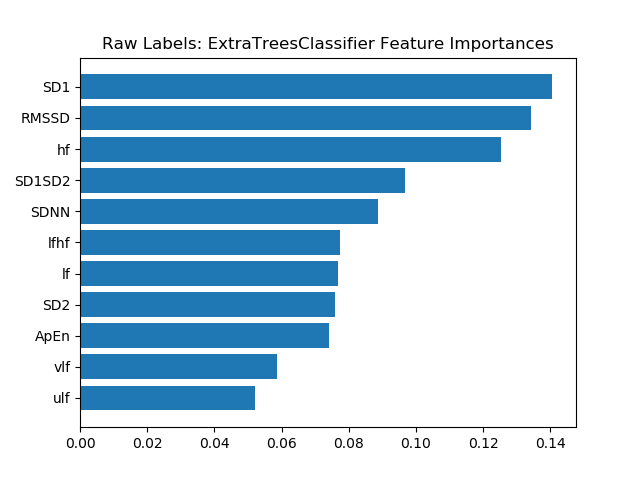 Raw Labels: ExtraTreesClassifier Feature Importances
SD1
RMSSD
hf
SD1SD2
SDNN
lfhf
lf
SD2
ApEn
vlf
ulf
0.00 0.02 0.04 0.06 0.08 0.10 0.12 0.14